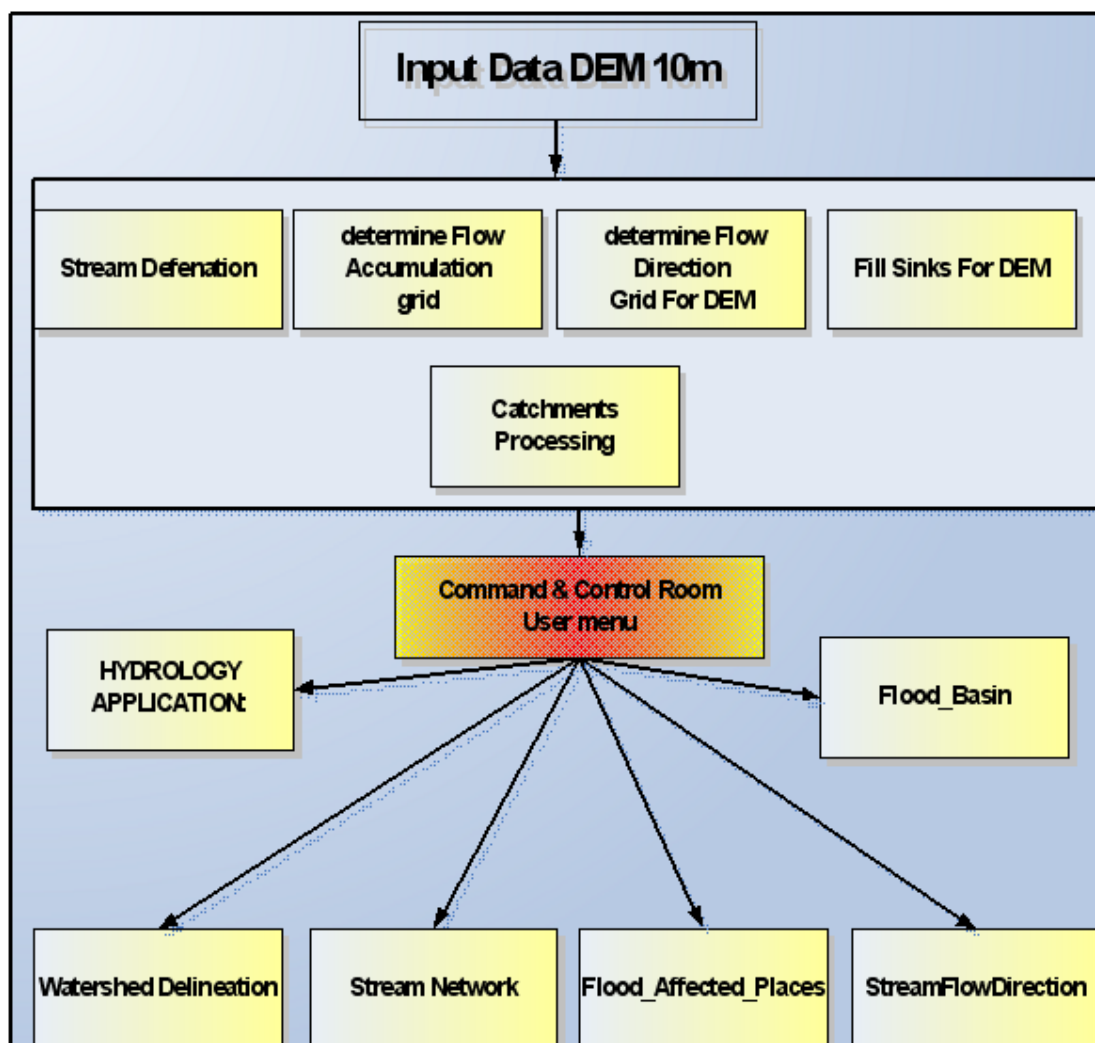 Input Data DEM 10m
Stream Defenation
determine Flow
Accumulation
grid
determine Flow
Direction
Grid For DEM
Fill Sinks For DEM
Catchments
Processing
Command & Control Room
User menu
HYDROLOGY
APPLICATION:
Flood_Basin
Watershed Delineation
Stream Network
Flood_Affected_Places
StreamFlowDirection